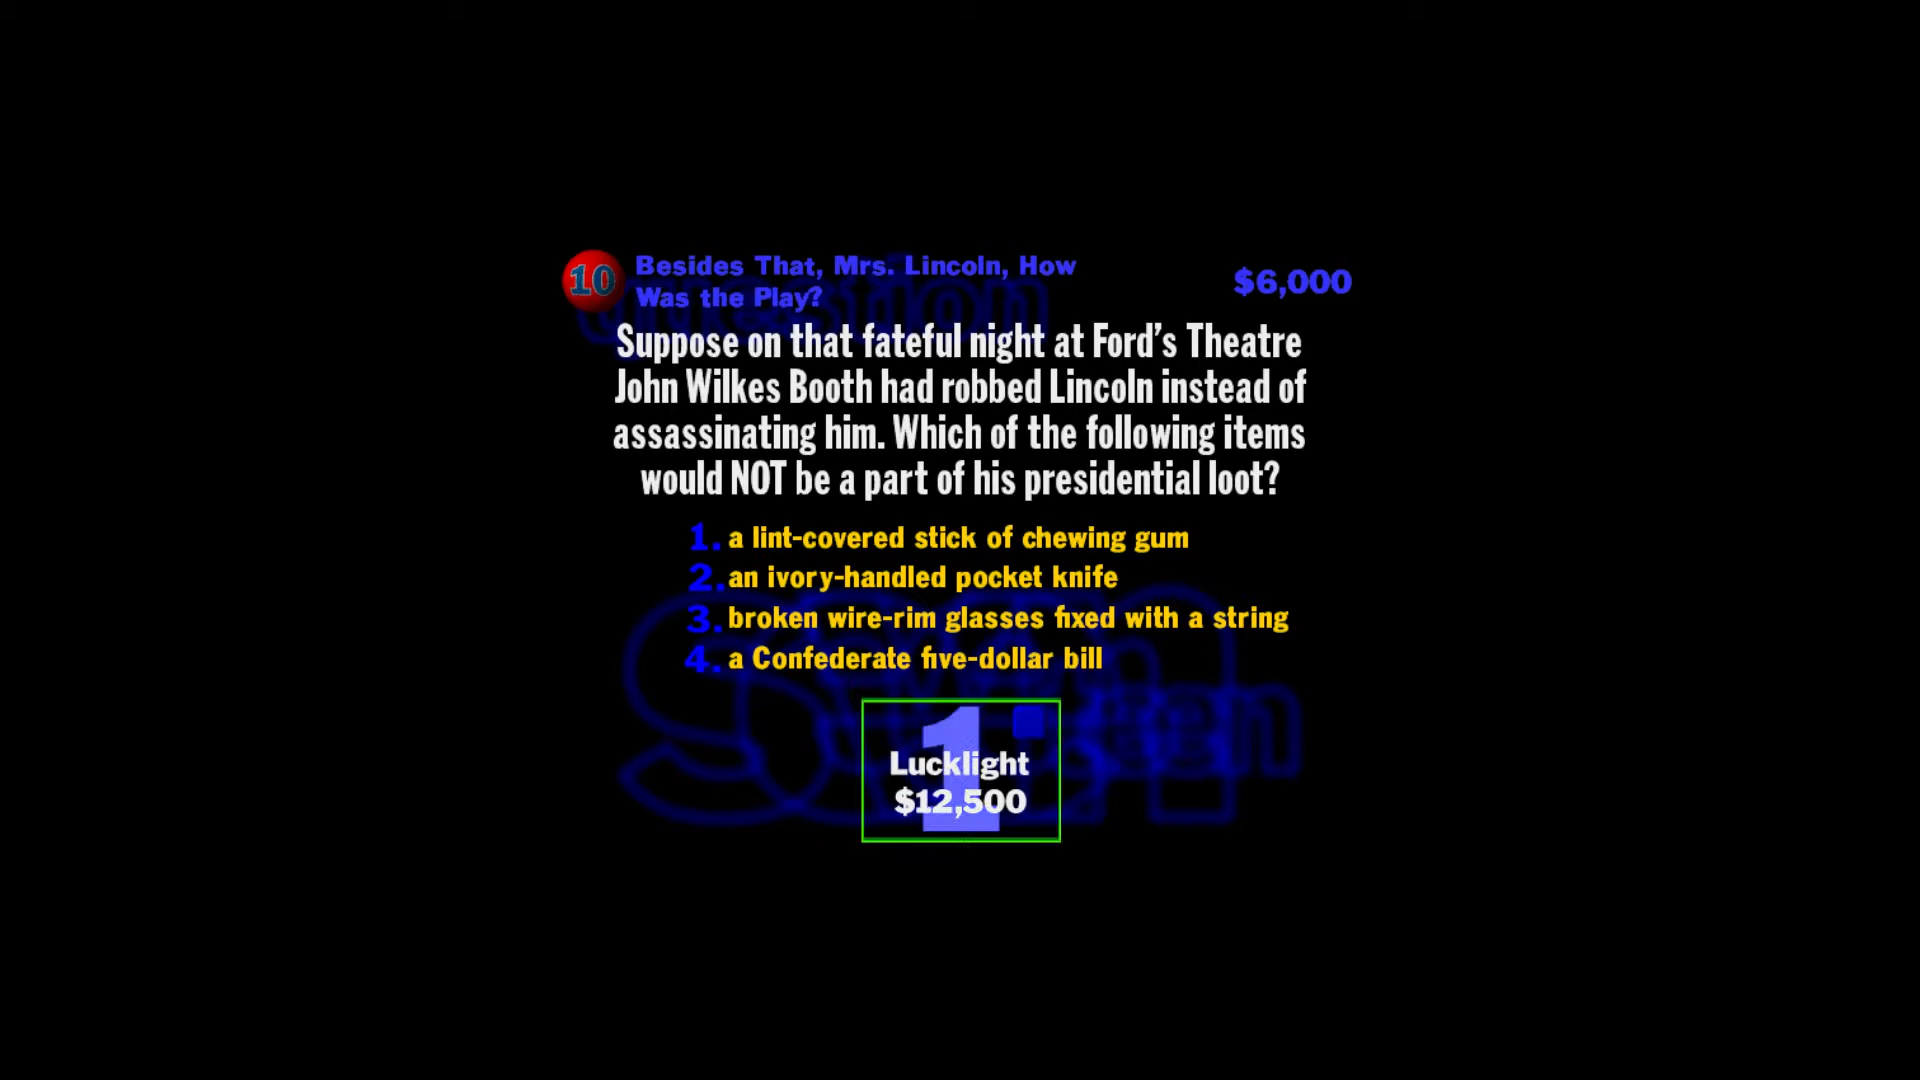 10 Besides That, Mrs. Lincoln, How $6,000
Was the Play?
question
Suppose on that fateful night at Ford's Theatre
John Wilkes Booth had robbed Lincoln instead of
assassinating him. Which of the following items
would NOT be a part of his presidential loot?
1. a lint-covered stick of chewing gum
2. an ivory-handled pocket knife
3. broken wire-rim glasses fixed with a string
4. a Confederate five-dollar bill
1
Lucklight
$12,500